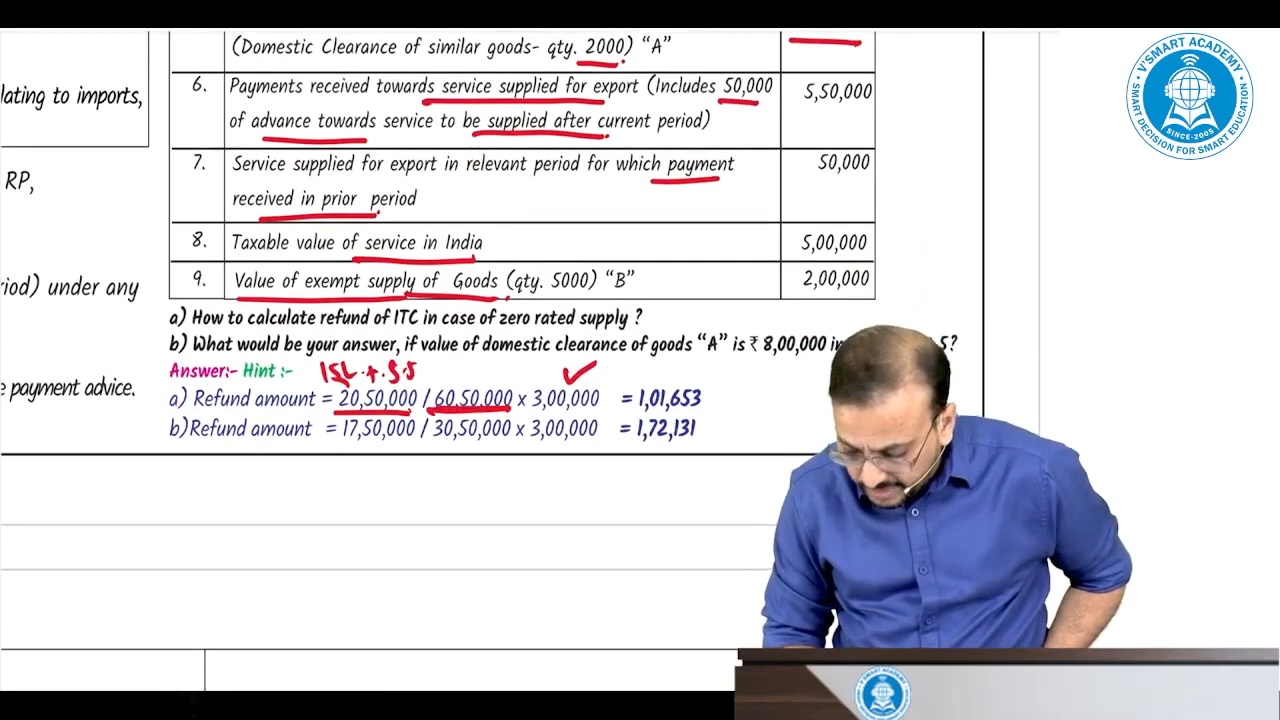 (Domestic Clearance of similar goods- qty. 2000) “A”
lating to imports,
6. Payments received towards service supplied for export (Includes 50,000 5,50,000
of advance towards service to be supplied after current period)
7. Service supplied for export in relevant period for which payment 50,000
RP,
received in prior period
8. Taxable value of service in India 5,00,000
9. Value of exempt supply of Goods (qty. 5000) “B” 2,00,000
riod) under any
a) How to calculate refund of ITC in case of zero rated supply ?
b) What would be your answer, if value of domestic clearance of goods “A” is ₹ 8,00,000 in 5?
Answer:- Hint :- 15L + 5.5
e payment advice.
a) Refund amount = 20,50,000 / 60,50,000 x 3,00,000 = 1,01,653
b)Refund amount = 17,50,000 / 30,50,000 x 3,00,000 = 1,72,131
V'SMART ACADEMY
SINCE-2005
SMART DECISION FOR SMART EDUCATION